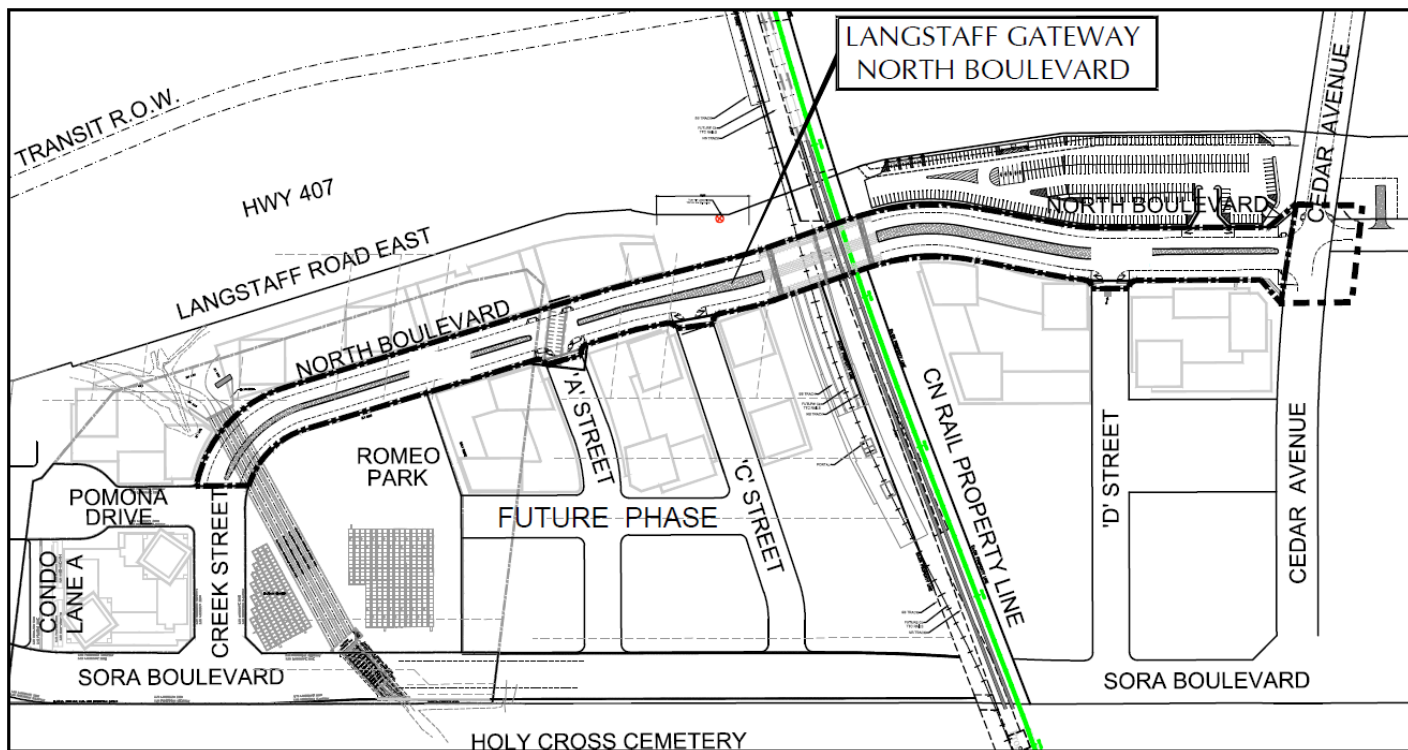 LANGSTAFF GATEWAY
NORTH BOULEVARD
TRANSIT R.O.W.
HWY 407
CEDAR AVENUE
LANGSTAFF ROAD EAST
NORTH BOULEVARD
NORTH BOULEVARD
ROMEO
PARK
'A' STREET
'C' STREET
CN RAIL PROPERTY LINE
'D' STREET
CEDAR AVENUE
POMONA
DRIVE
FUTURE PHASE
CONDO
LANE A
CREEK STREET
SORA BOULEVARD
SORA BOULEVARD
HOLY CROSS CEMETERY